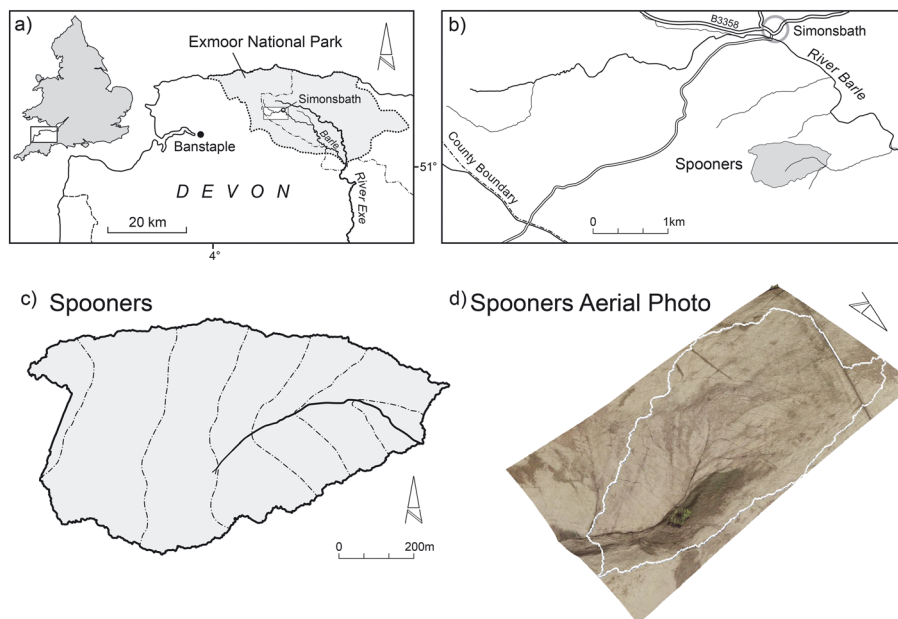 a)
Exmoor National Park
Simonsbath
Barle
Banstaple
51°
D E V O N
River Exe
20 km
4°
b)
B3358
Simonsbath
River Barle
Spooners
County Boundary
0 1km
c) Spooners
0 200m
d) Spooners Aerial Photo